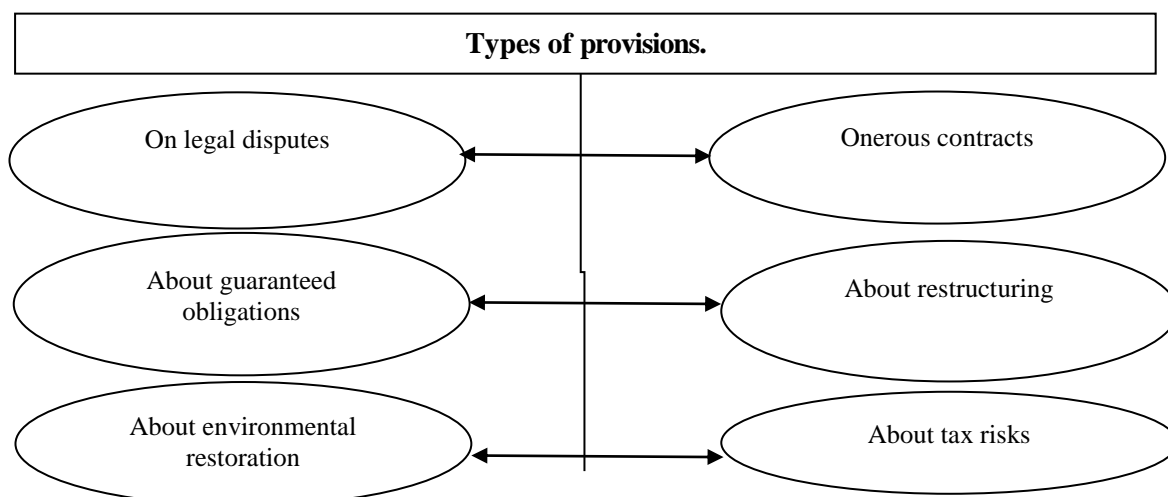 Types of provisions.
On legal disputes
Onerous contracts
About guaranteed
obligations
About restructuring
About environmental
restoration
About tax risks